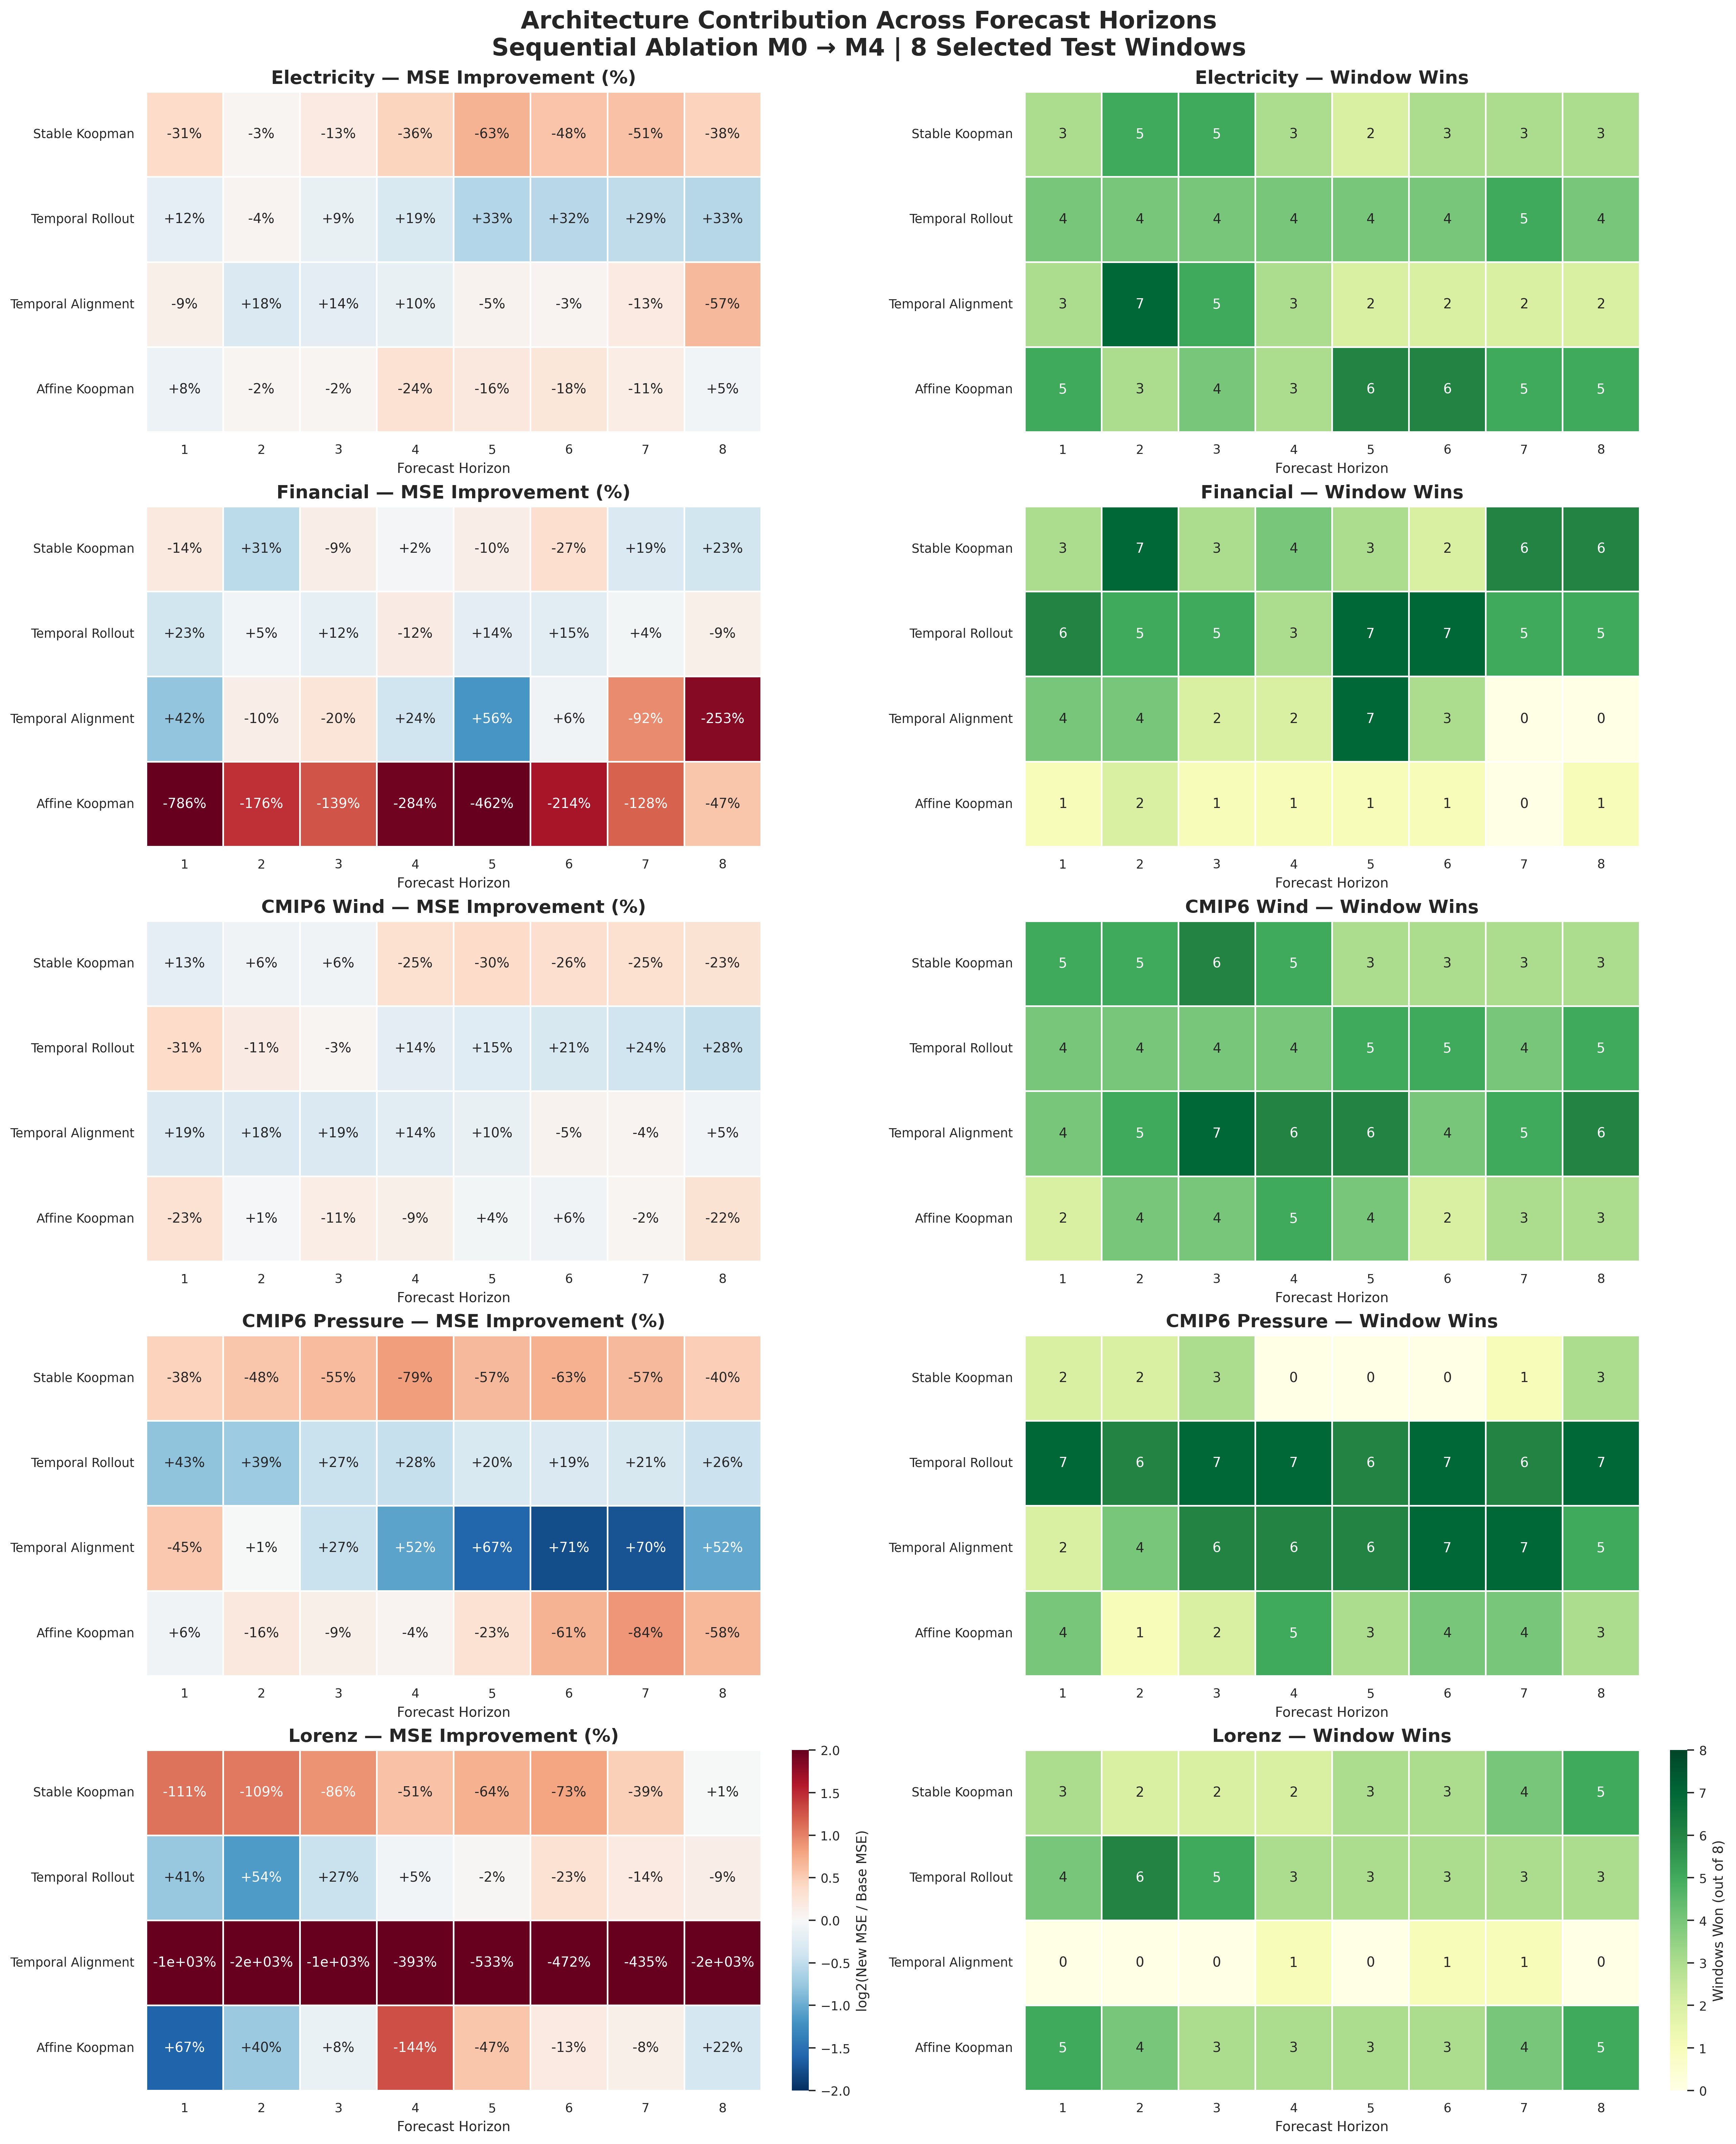 Architecture Contribution Across Forecast Horizons
Sequential Ablation M0 → M4 | 8 Selected Test Windows
Electricity — MSE Improvement (%)
Stable Koopman -31% -3% -13% -36% -63% -48% -51% -38%
Temporal Rollout +12% -4% +9% +19% +33% +32% +29% +33%
Temporal Alignment -9% +18% +14% +10% -5% -3% -13% -57%
Affine Koopman +8% -2% -2% -24% -16% -18% -11% +5%
1 2 3 4 5 6 7 8
Forecast Horizon
Electricity — Window Wins
Stable Koopman 3 5 5 3 2 3 3 3
Temporal Rollout 4 4 4 4 4 4 5 4
Temporal Alignment 3 7 5 3 2 2 2 2
Affine Koopman 5 3 4 3 6 6 5 5
1 2 3 4 5 6 7 8
Forecast Horizon
Financial — MSE Improvement (%)
Stable Koopman -14% +31% -9% +2% -10% -27% +19% +23%
Temporal Rollout +23% +5% +12% -12% +14% +15% +4% -9%
Temporal Alignment +42% -10% -20% +24% +56% +6% -92% -253%
Affine Koopman -786% -176% -139% -284% -462% -214% -128% -47%
1 2 3 4 5 6 7 8
Forecast Horizon
Financial — Window Wins
Stable Koopman 3 7 3 4 3 2 6 6
Temporal Rollout 6 5 5 3 7 7 5 5
Temporal Alignment 4 4 2 2 7 3 0 0
Affine Koopman 1 2 1 1 1 1 0 1
1 2 3 4 5 6 7 8
Forecast Horizon
CMIP6 Wind — MSE Improvement (%)
Stable Koopman +13% +6% +6% -25% -30% -26% -25% -23%
Temporal Rollout -31% -11% -3% +14% +15% +21% +24% +28%
Temporal Alignment +19% +18% +19% +14% +10% -5% -4% +5%
Affine Koopman -23% +1% -11% -9% +4% +6% -2% -22%
1 2 3 4 5 6 7 8
Forecast Horizon
CMIP6 Wind — Window Wins
Stable Koopman 5 5 6 5 3 3 3 3
Temporal Rollout 4 4 4 4 5 5 4 5
Temporal Alignment 4 5 7 6 6 4 5 6
Affine Koopman 2 4 4 5 4 2 3 3
1 2 3 4 5 6 7 8
Forecast Horizon
CMIP6 Pressure — MSE Improvement (%)
Stable Koopman -38% -48% -55% -79% -57% -63% -57% -40%
Temporal Rollout +43% +39% +27% +28% +20% +19% +21% +26%
Temporal Alignment -45% +1% +27% +52% +67% +71% +70% +52%
Affine Koopman +6% -16% -9% -4% -23% -61% -84% -58%
1 2 3 4 5 6 7 8
Forecast Horizon
CMIP6 Pressure — Window Wins
Stable Koopman 2 2 3 0 0 0 1 3
Temporal Rollout 7 6 7 7 6 7 6 7
Temporal Alignment 2 4 6 6 6 7 7 5
Affine Koopman 4 1 2 5 3 4 4 3
1 2 3 4 5 6 7 8
Forecast Horizon
Lorenz — MSE Improvement (%)
Stable Koopman -111% -109% -86% -51% -64% -73% -39% +1%
Temporal Rollout +41% +54% +27% +5% -2% -23% -14% -9%
Temporal Alignment -1e+03% -2e+03% -1e+03% -393% -533% -472% -435% -2e+03%
Affine Koopman +67% +40% +8% -144% -47% -13% -8% +22%
1 2 3 4 5 6 7 8
Forecast Horizon
2.0
1.5
1.0
0.5
0.0
−0.5
−1.0
−1.5
−2.0
log2(New MSE / Base MSE)
Lorenz — Window Wins
Stable Koopman 3 2 2 2 3 3 4 5
Temporal Rollout 4 6 5 3 3 3 3 3
Temporal Alignment 0 0 0 1 0 1 1 0
Affine Koopman 5 4 3 3 3 3 4 5
1 2 3 4 5 6 7 8
Forecast Horizon
8
7
6
5
4
3
2
1
0
Windows Won (out of 8)